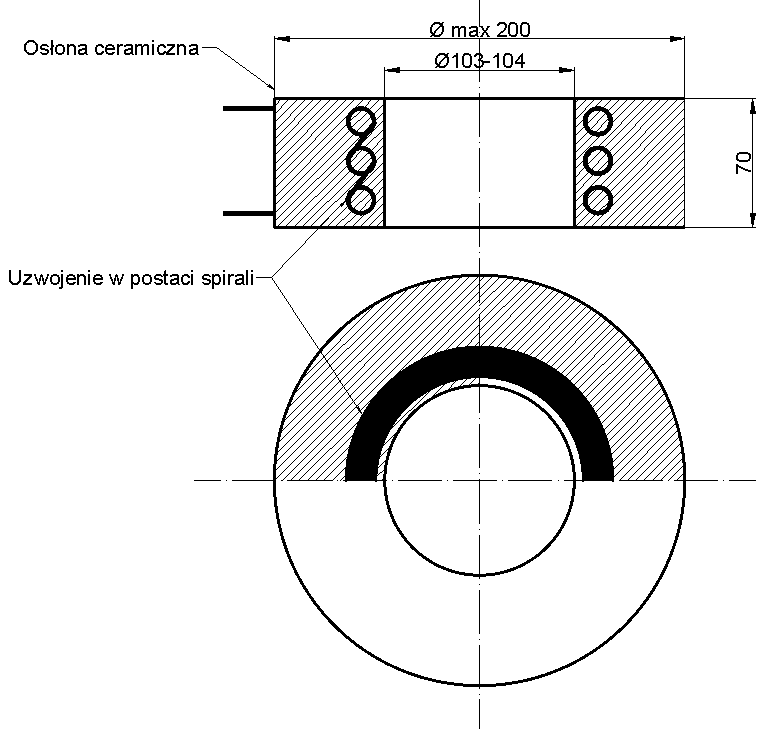 Ø max 200
Osłona ceramiczna
Ø103-104
70
Uzwojenie w postaci spirali